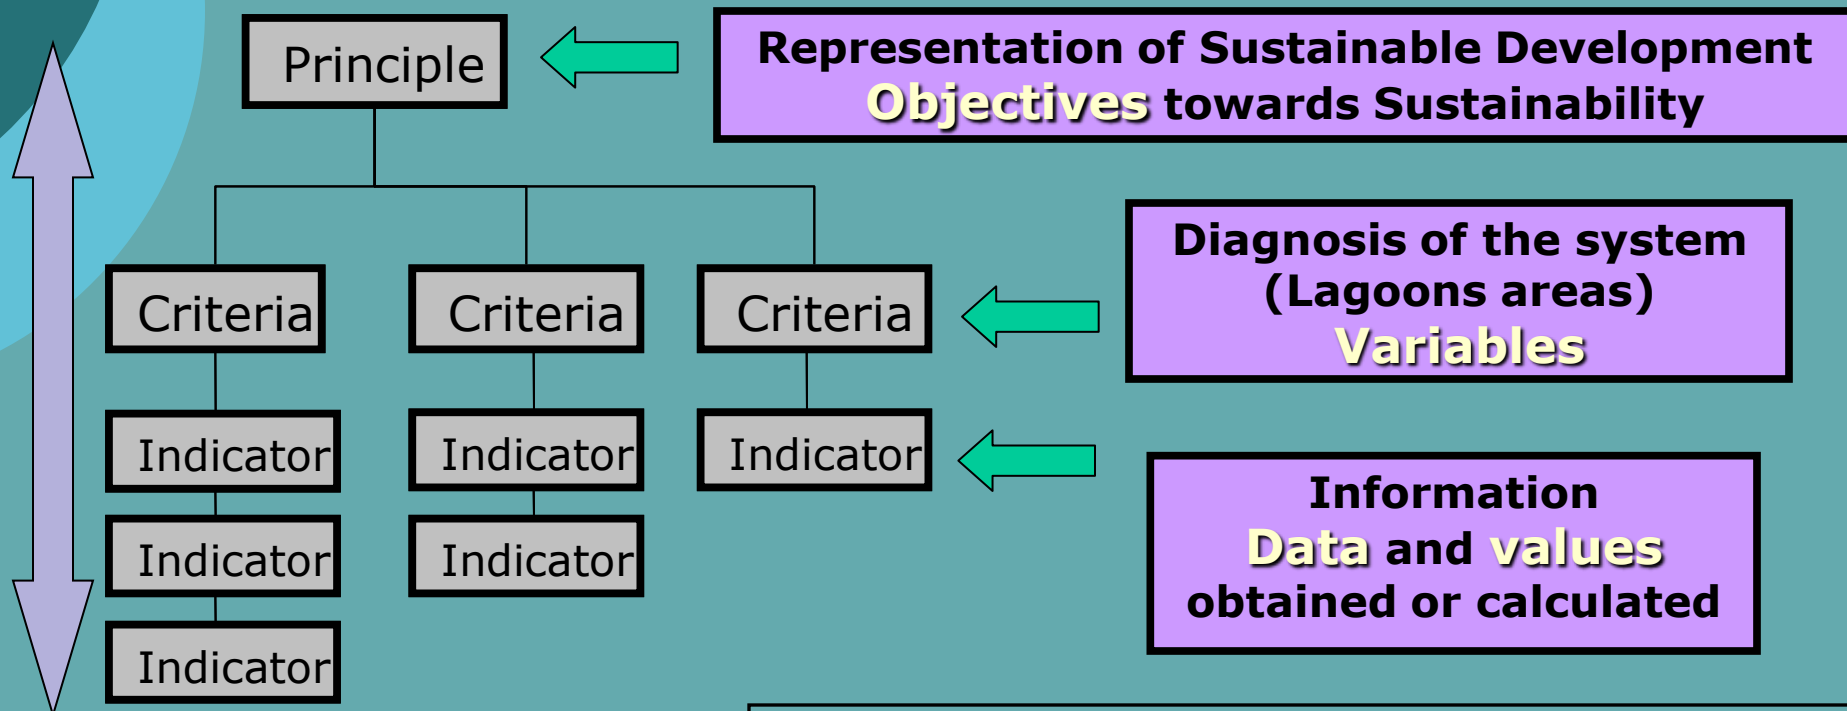 Principle
Representation of Sustainable Development
Objectives towards Sustainability
Criteria
Criteria
Criteria
Diagnosis of the system
(Lagoons areas)
Variables
Indicator
Indicator
Indicator
Indicator
Indicator
Indicator
Information
Data and values
obtained or calculated